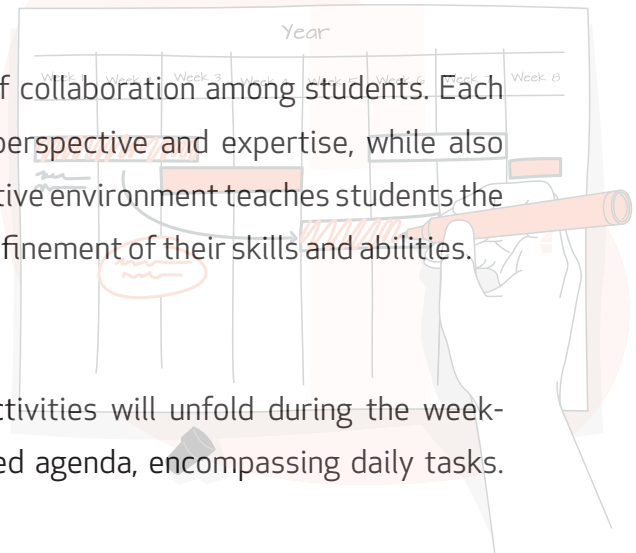 Year
Week 1 Week 2 Week 3 Week 4 Week 5 Week 6 Week 7 Week 8
f collaboration among students. Each
perspective and expertise, while also
tive environment teaches students the
finement of their skills and abilities.
ctivities will unfold during the week-
ed agenda, encompassing daily tasks.